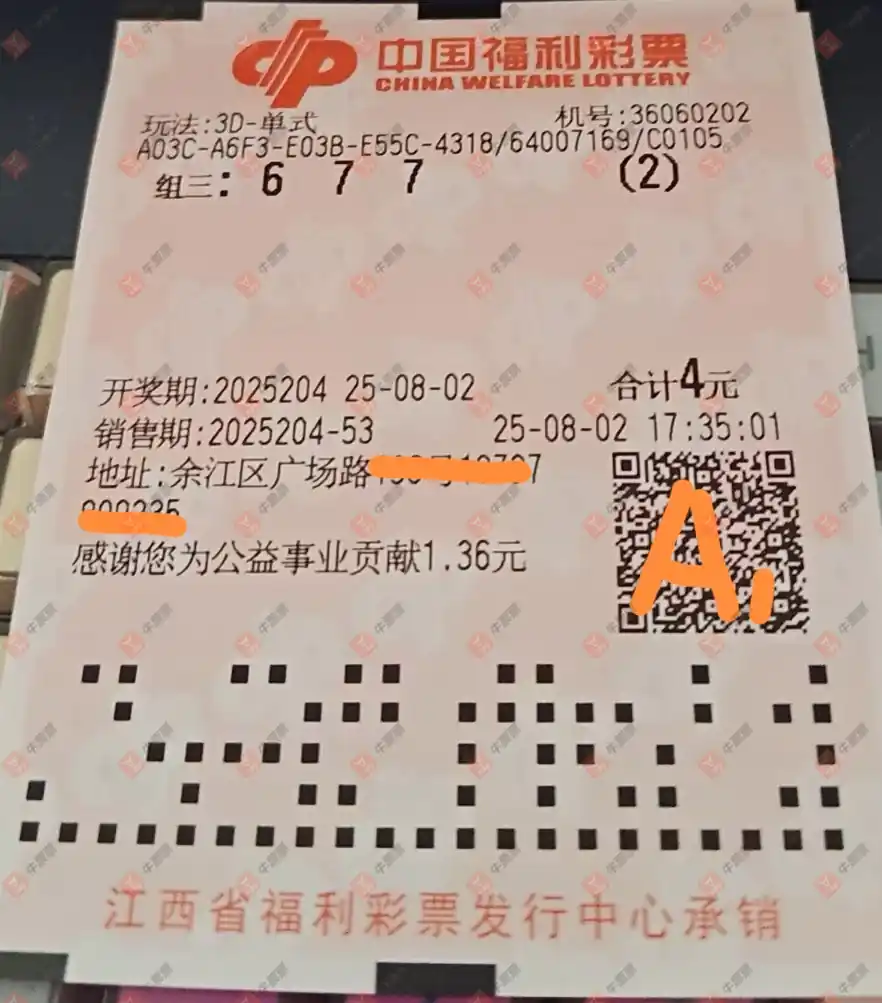 中国福利彩票
CHINA WELFARE LOTTERY
玩法:3D-单式 机号:36060202
A03C-A6F3-E03B-E55C-4318/64007169/C0105
组三: 6 7 7 (2)
开奖期:2025204 25-08-02 合计4元
销售期:2025204-53 25-08-02 17:35:01
地址:余江区广场路
感谢您为公益事业贡献1.36元
A,
江西省福利彩票发行中心承销